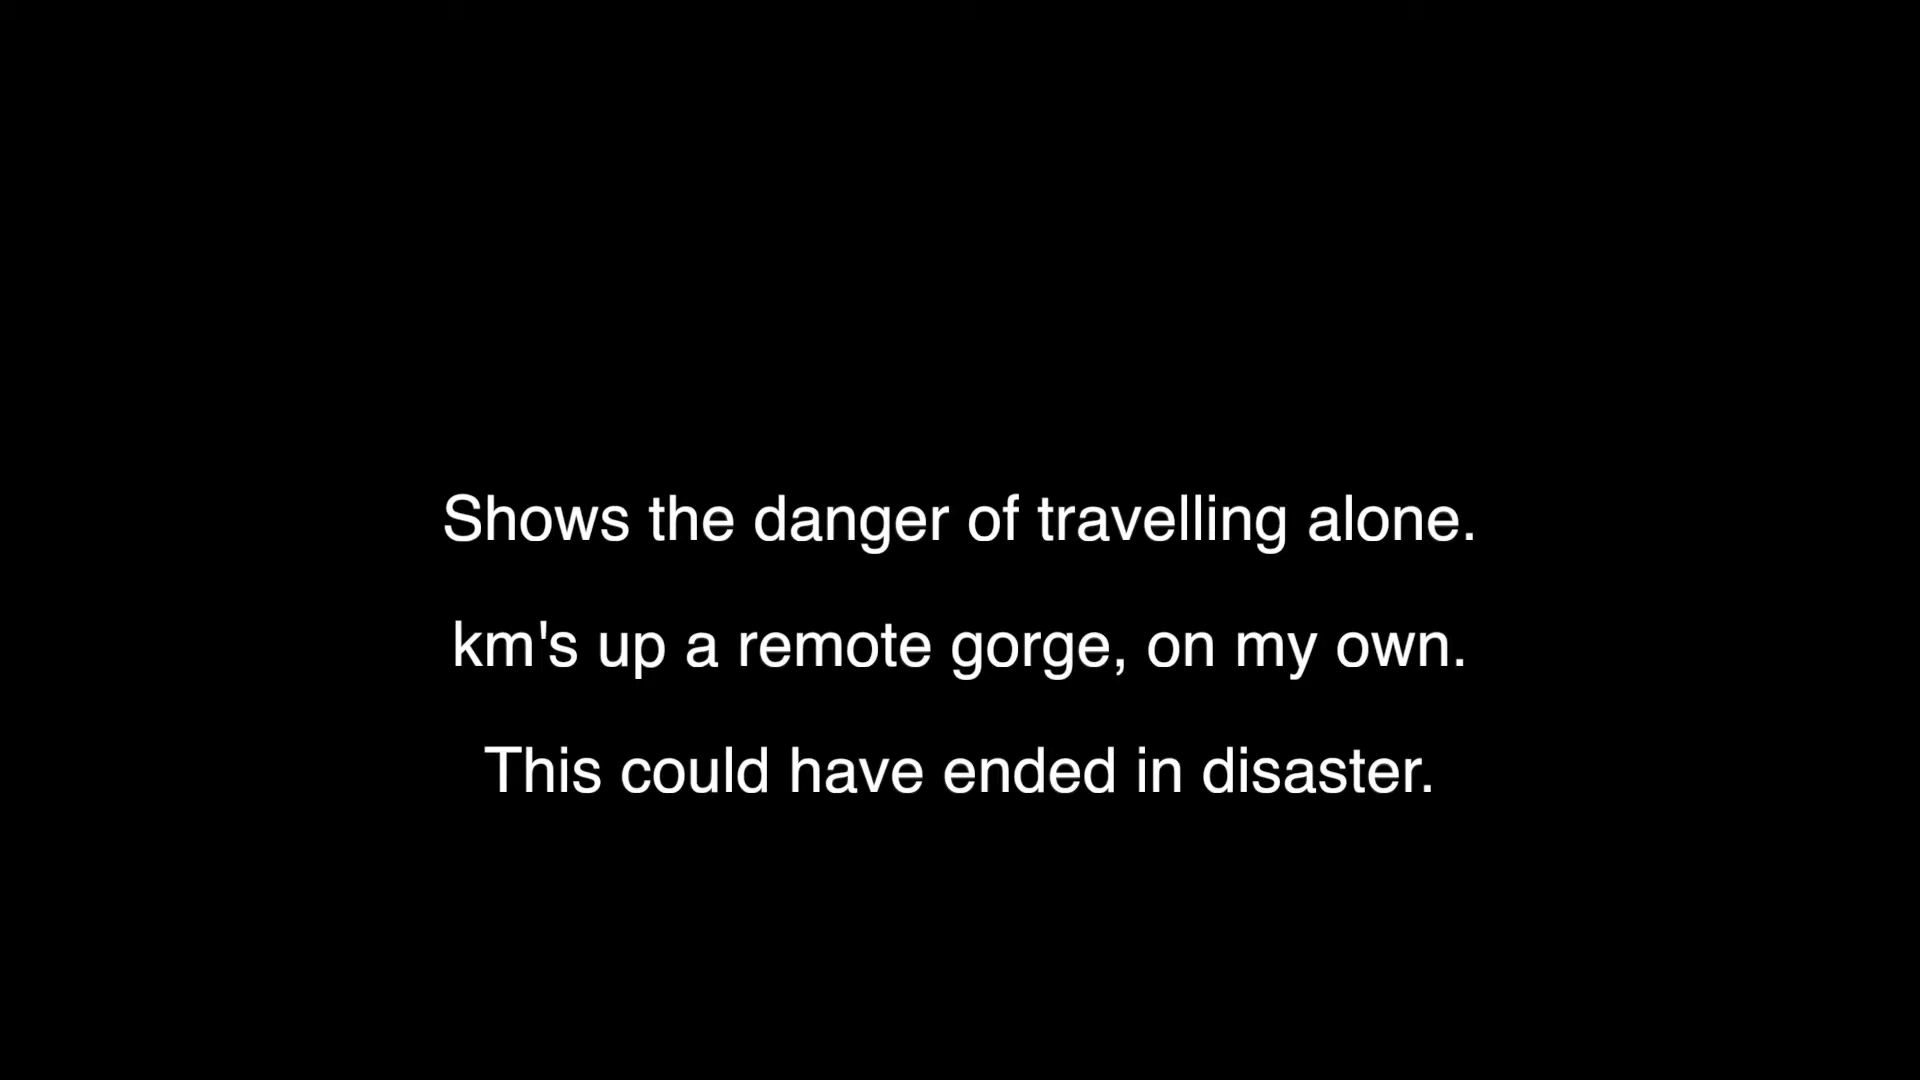 Shows the danger of travelling alone.
km's up a remote gorge, on my own.
This could have ended in disaster.